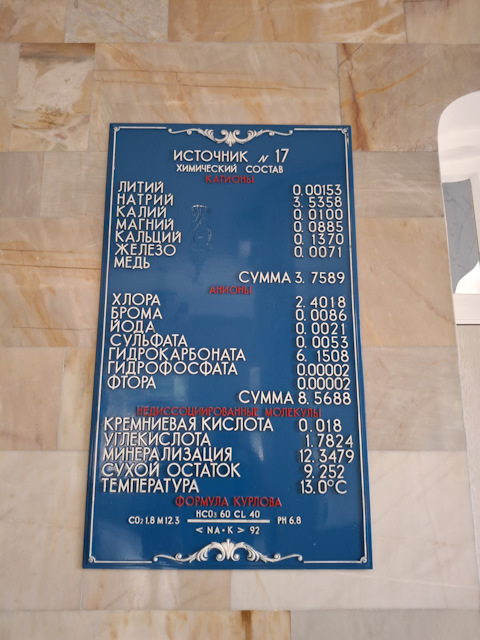 ИСТОЧНИК N 17
ХИМИЧЕСКИЙ СОСТАВ
КАТИОНЫ
ЛИТИЙ 0.00153
НАТРИЙ 3.5358
КАЛИЙ 0.0100
МАГНИЙ 0.0885
КАЛЬЦИЙ 0.1370
ЖЕЛЕЗО 0.0071
МЕДЬ
СУММА 3.7589
АНИОНЫ
ХЛОРА 2.4018
БРОМА 0.0086
ЙОДА 0.0021
СУЛЬФАТА 0.0053
ГИДРОКАРБОНАТА 6.1508
ГИДРОФОСФАТА 0.00002
ФТОРА 0.00002
СУММА 8.5688
НЕДИССОЦИИРОВАННЫЕ МОЛЕКУЛЫ
КРЕМНИЕВАЯ КИСЛОТА 0.018
УГЛЕКИСЛОТА 1.7824
МИНЕРАЛИЗАЦИЯ 12.3479
СУХОЙ ОСТАТОК 9.252
ТЕМПЕРАТУРА 13.0°C
ФОРМУЛА КУРЛОВА
HCO3 60 CL 40
CO2 1.8 M 12.3 PH 6.8
< NA+K > 92